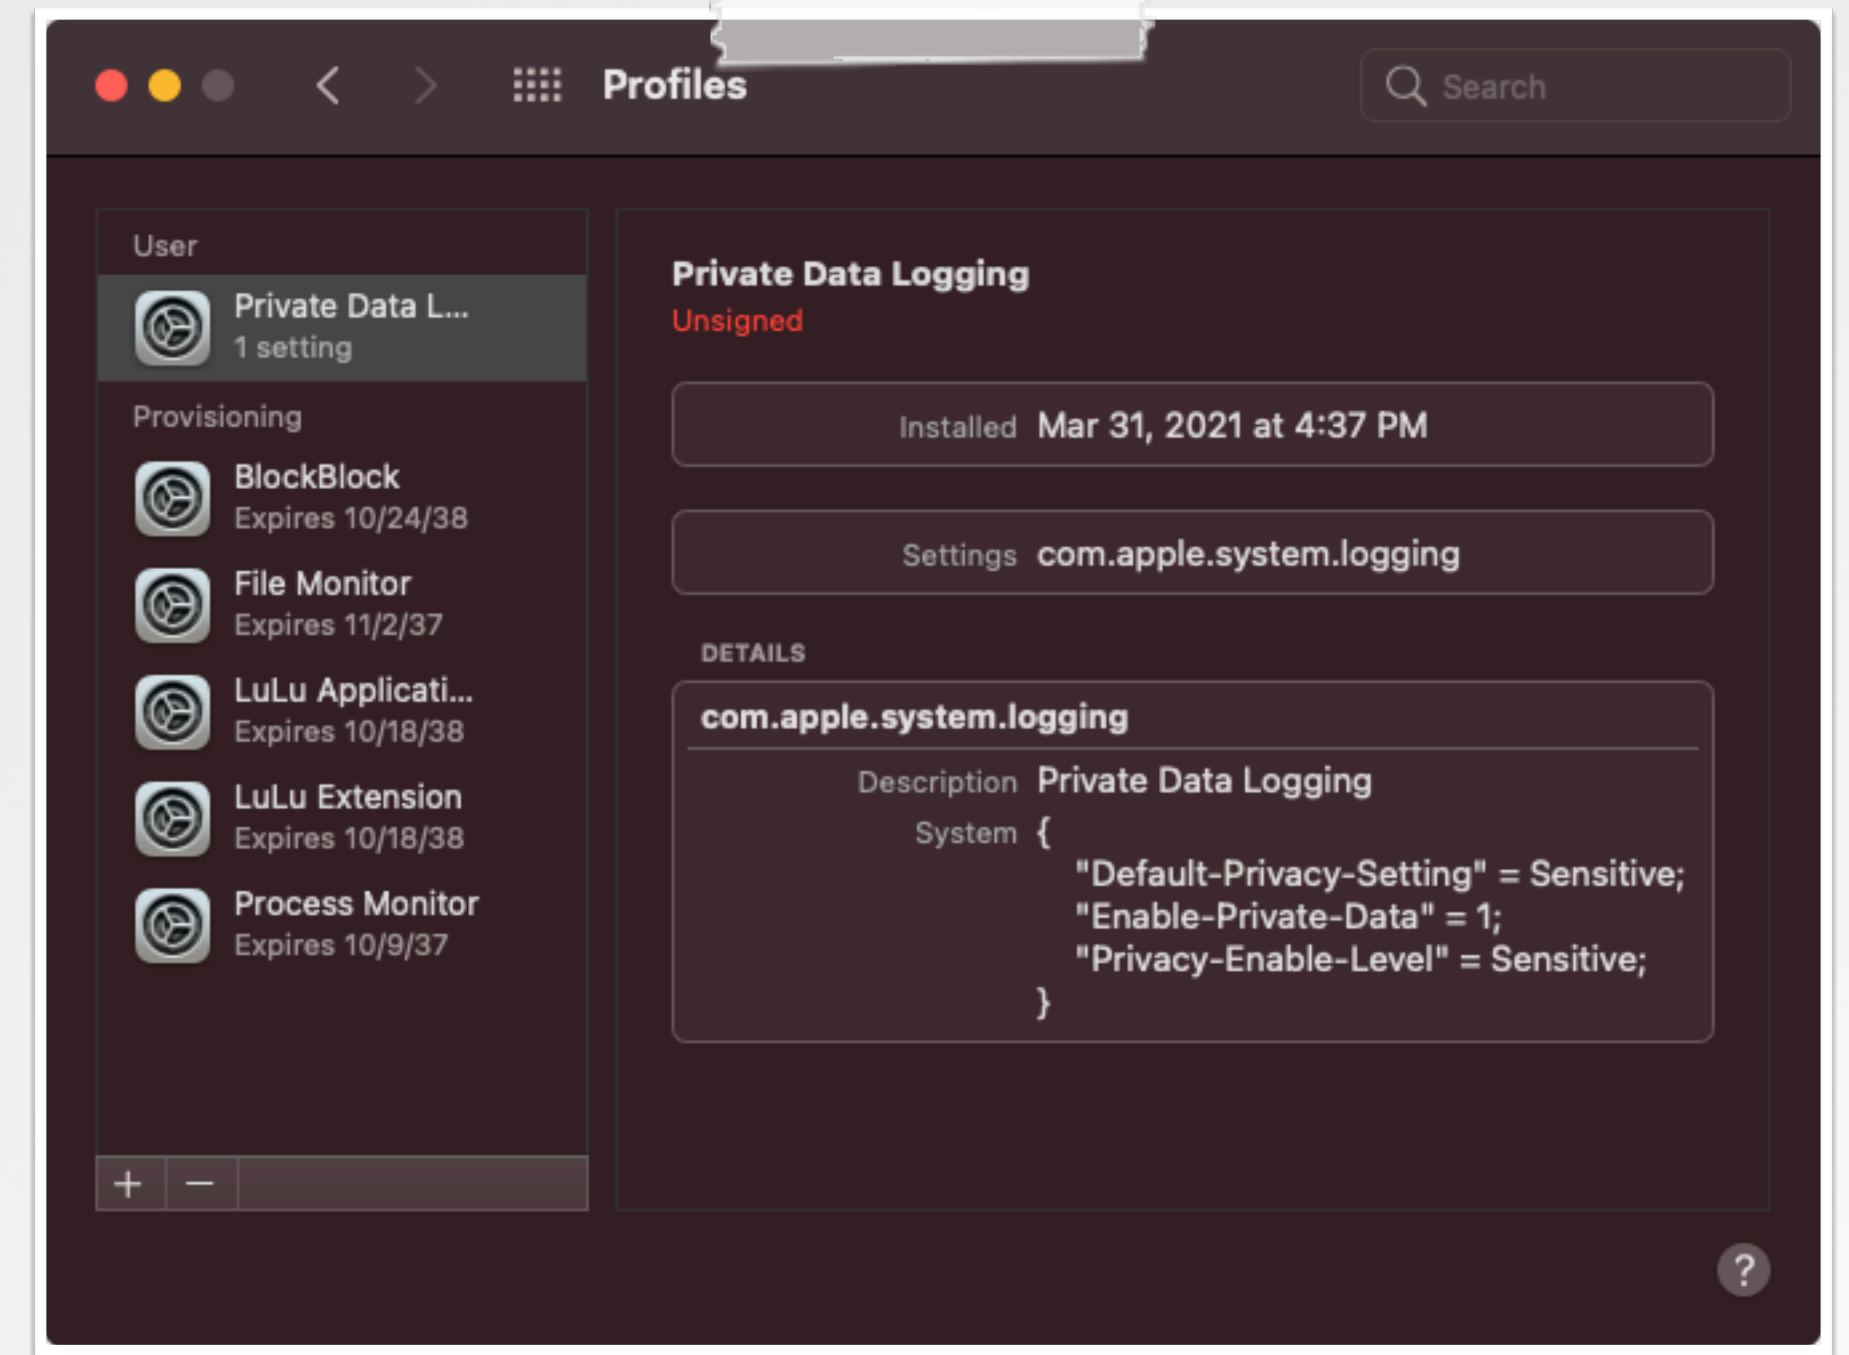 Profiles
Search
User
Private Data L...
1 setting
Provisioning
BlockBlock
Expires 10/24/38
File Monitor
Expires 11/2/37
LuLu Applicati...
Expires 10/18/38
LuLu Extension
Expires 10/18/38
Process Monitor
Expires 10/9/37
+ −
Private Data Logging
Unsigned
Installed Mar 31, 2021 at 4:37 PM
Settings com.apple.system.logging
DETAILS
com.apple.system.logging
Description Private Data Logging
System {
"Default-Privacy-Setting" = Sensitive;
"Enable-Private-Data" = 1;
"Privacy-Enable-Level" = Sensitive;
}
?